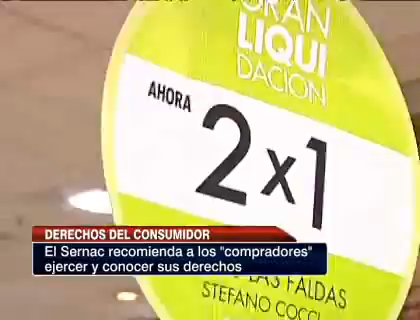 GRAN
LIQUI
DACION
AHORA
2x1
LAS FALDAS
STEFANO COCCI
DERECHOS DEL CONSUMIDOR
El Sernac recomienda a los "compradores"
ejercer y conocer sus derechos